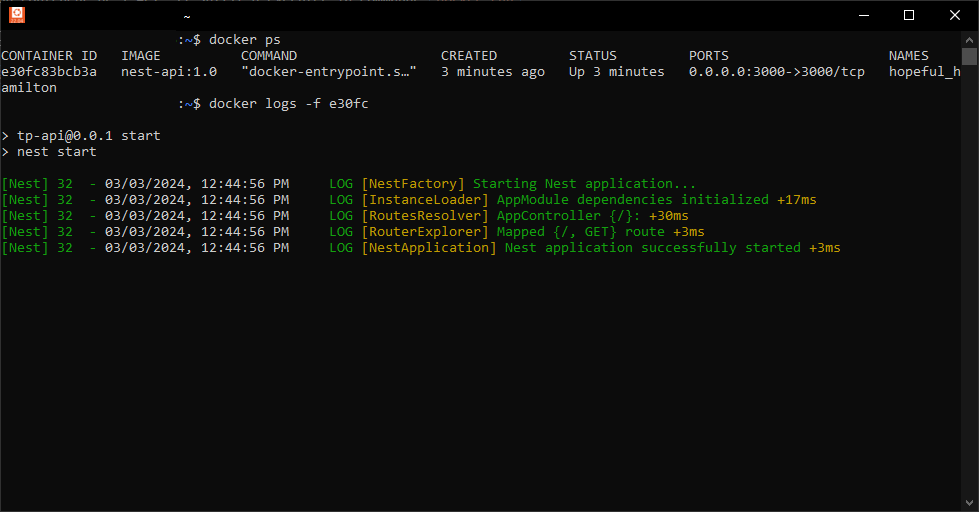 ~
:~$ docker ps
CONTAINER ID   IMAGE          COMMAND                  CREATED         STATUS         PORTS                    NAMES
e30fc83bcb3a   nest-api:1.0   "docker-entrypoint.s…"   3 minutes ago   Up 3 minutes   0.0.0.0:3000->3000/tcp   hopeful_h
amilton
:~$ docker logs -f e30fc
> tp-api@0.0.1 start
> nest start
[Nest] 32  - 03/03/2024, 12:44:56 PM     LOG [NestFactory] Starting Nest application...
[Nest] 32  - 03/03/2024, 12:44:56 PM     LOG [InstanceLoader] AppModule dependencies initialized +17ms
[Nest] 32  - 03/03/2024, 12:44:56 PM     LOG [RoutesResolver] AppController {/}: +30ms
[Nest] 32  - 03/03/2024, 12:44:56 PM     LOG [RouterExplorer] Mapped {/, GET} route +3ms
[Nest] 32  - 03/03/2024, 12:44:56 PM     LOG [NestApplication] Nest application successfully started +3ms